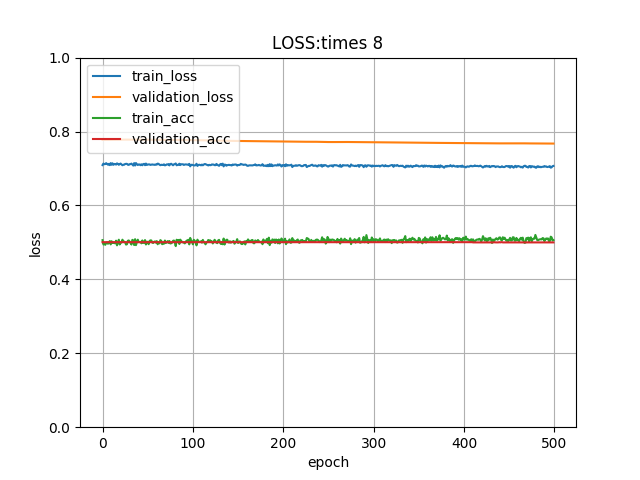 LOSS:times 8
1.0
0.8
0.6
0.4
0.2
0.0
loss
train_loss
validation_loss
train_acc
validation_acc
0 100 200 300 400 500
epoch